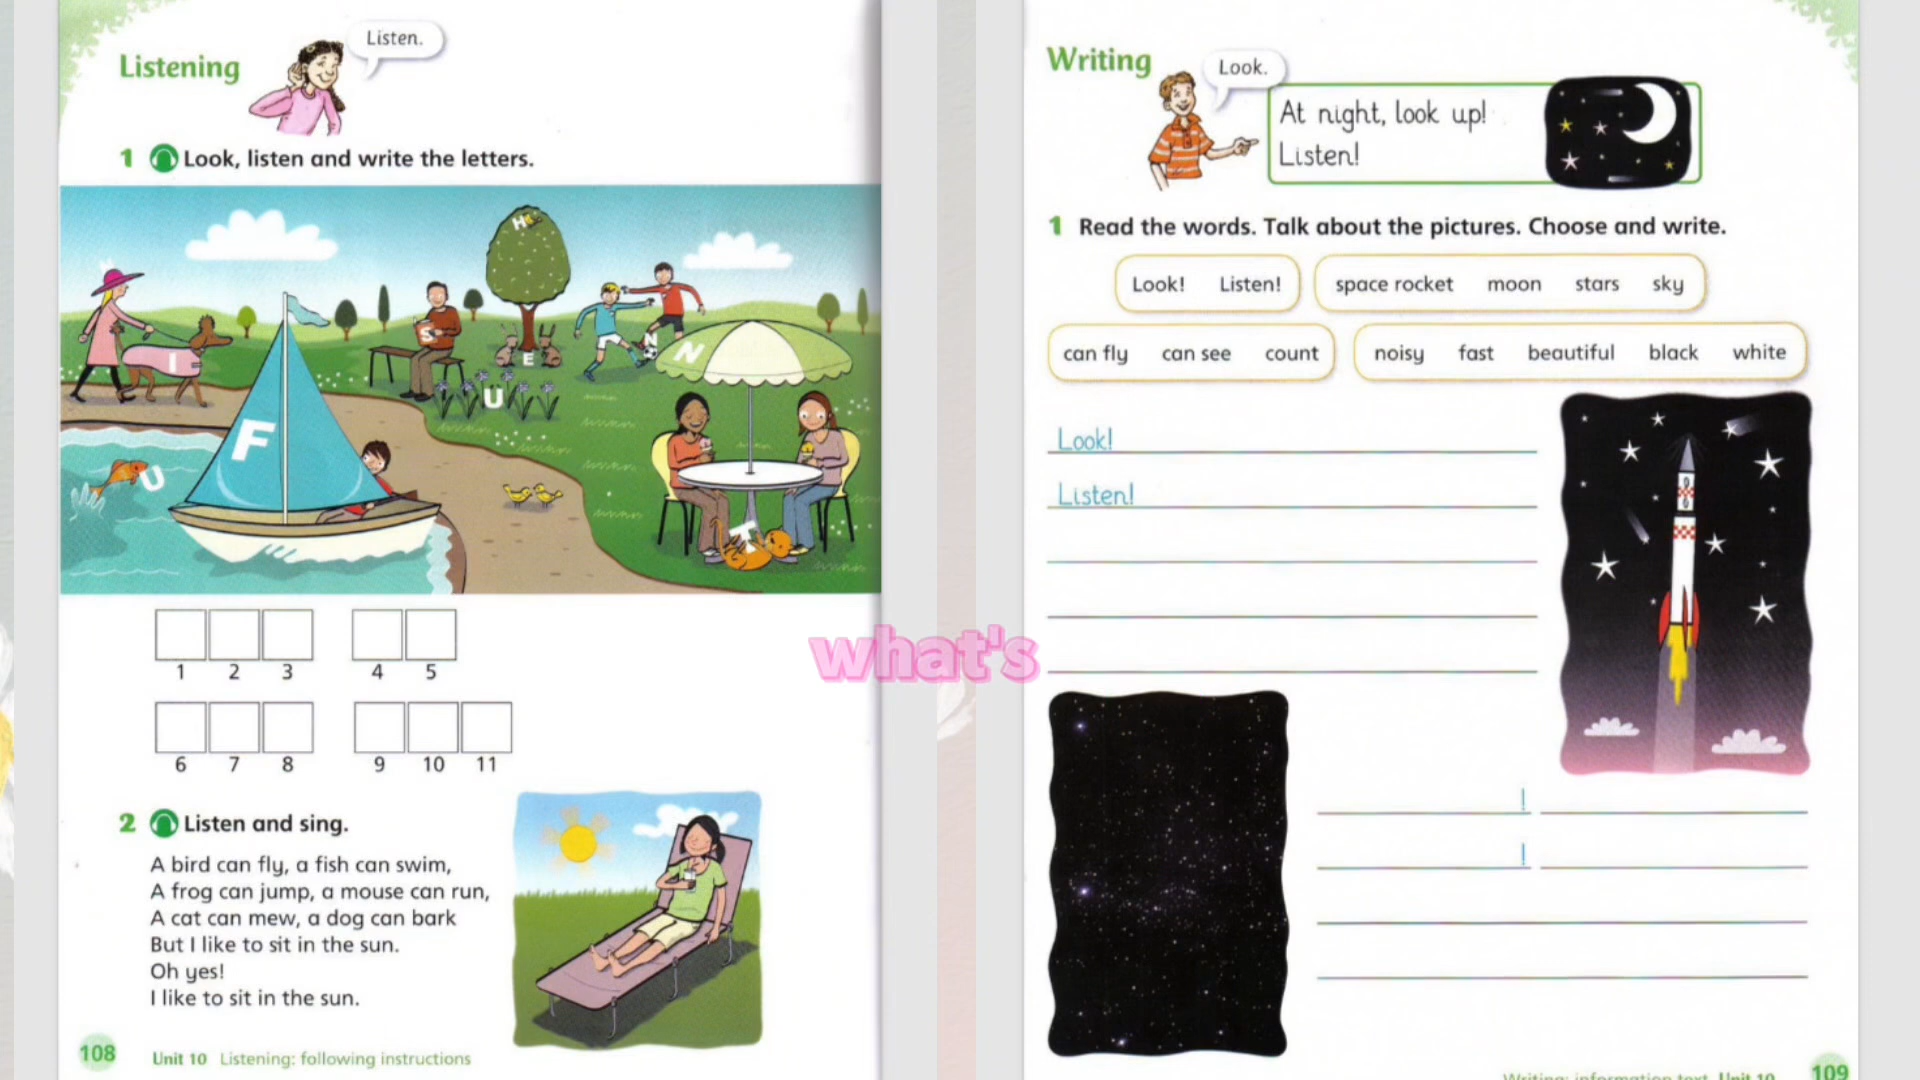 Listening
Listen.
1 Look, listen and write the letters.
H
S
I
N
N
E
U
F
U
T
1 2 3 4 5
6 7 8 9 10 11
2 Listen and sing.
A bird can fly, a fish can swim,
A frog can jump, a mouse can run,
A cat can mew, a dog can bark
But I like to sit in the sun.
Oh yes!
I like to sit in the sun.
108 Unit 10 Listening: following instructions
what's
Writing
Look.
At night, look up!
Listen!
1 Read the words. Talk about the pictures. Choose and write.
Look! Listen!
space rocket moon stars sky
can fly can see count
noisy fast beautiful black white
Look!
Listen!
!
!
Writing: information text Unit 10 109